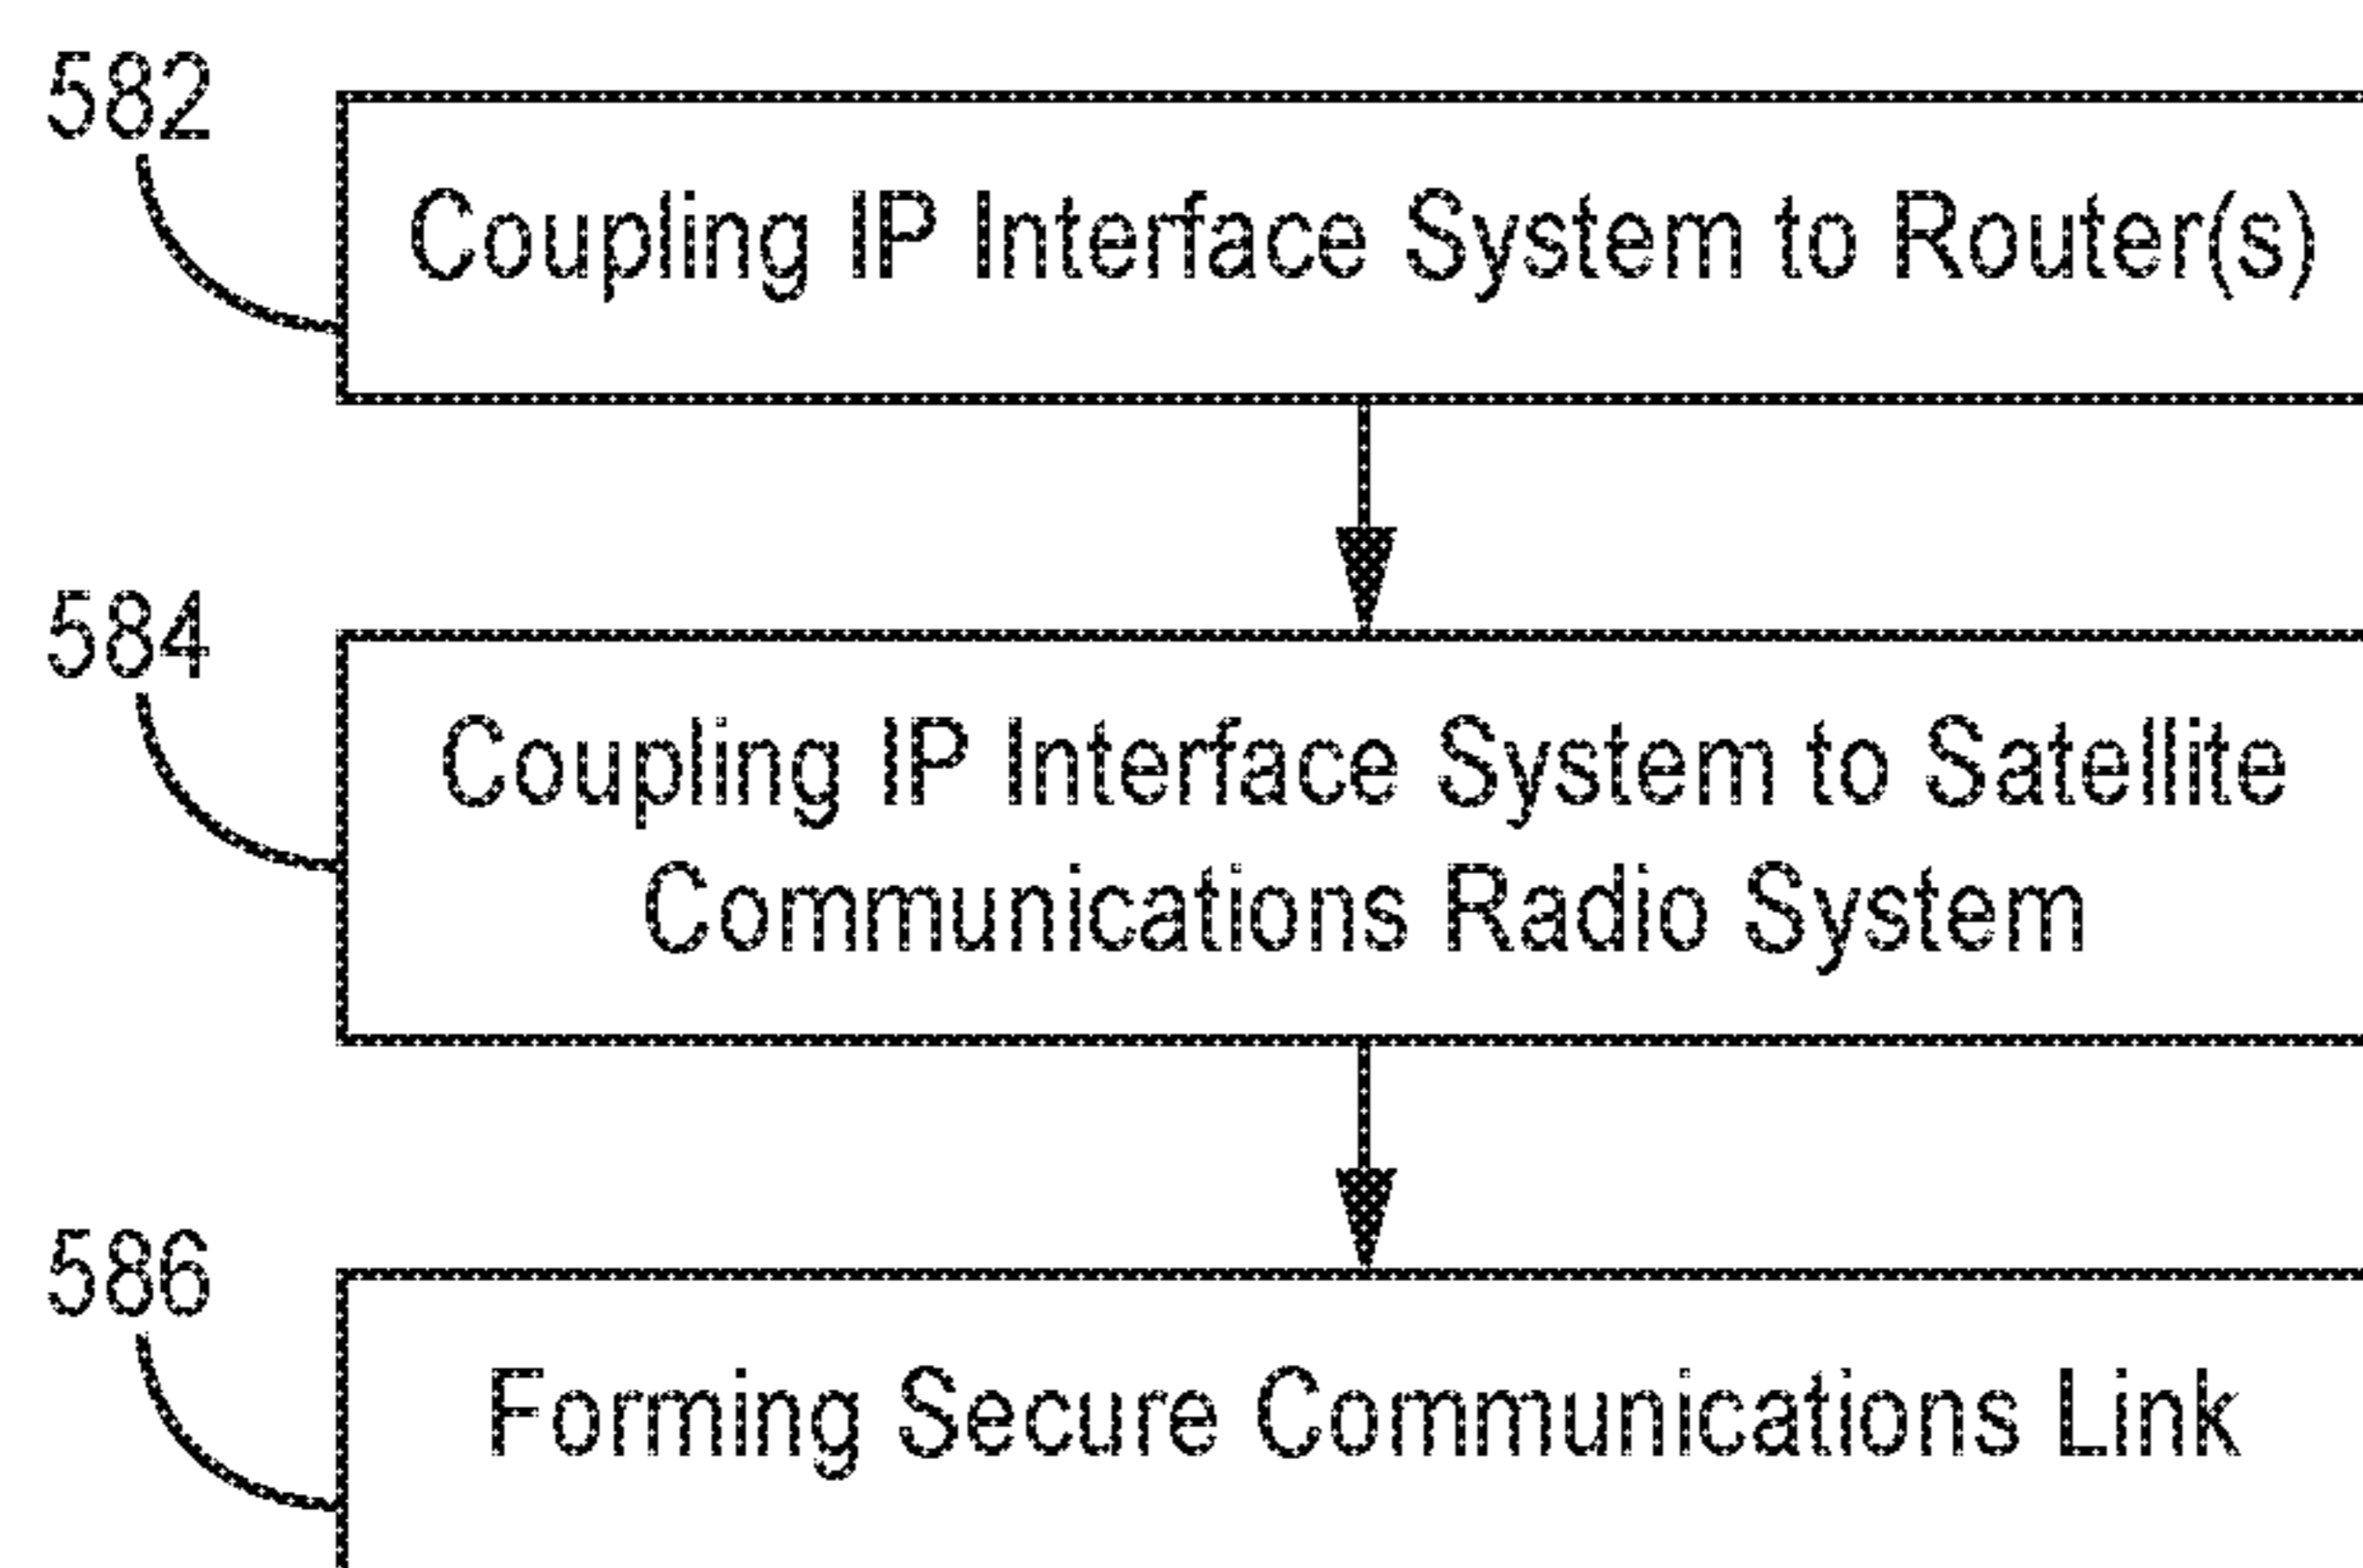 582
Coupling IP Interface System to Router(s)
584
Coupling IP Interface System to Satellite
Communications Radio System
586
Forming Secure Communications Link